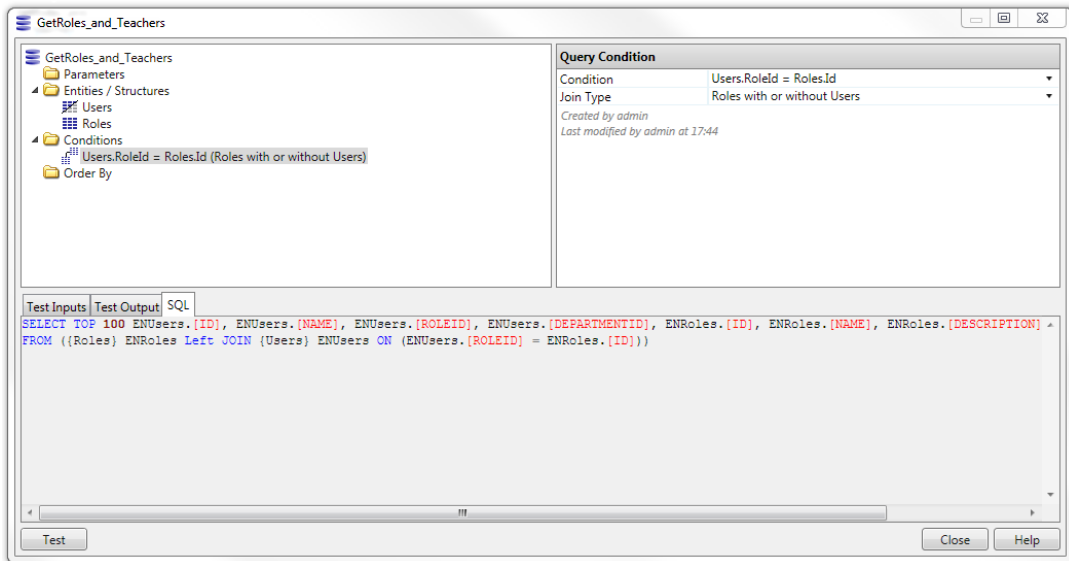 GetRoles_and_Teachers
GetRoles_and_Teachers
Parameters
Entities / Structures
Users
Roles
Conditions
Users.RoleId = Roles.Id (Roles with or without Users)
Order By
Query Condition
Condition Users.RoleId = Roles.Id
Join Type Roles with or without Users
Created by admin
Last modified by admin at 17:44
Test Inputs Test Output SQL
SELECT TOP 100 ENUsers.[ID], ENUsers.[NAME], ENUsers.[ROLEID], ENUsers.[DEPARTMENTID], ENRoles.[ID], ENRoles.[NAME], ENRoles.[DESCRIPTION]
FROM ({Roles} ENRoles Left JOIN {Users} ENUsers ON (ENUsers.[ROLEID] = ENRoles.[ID]))
Test Close Help